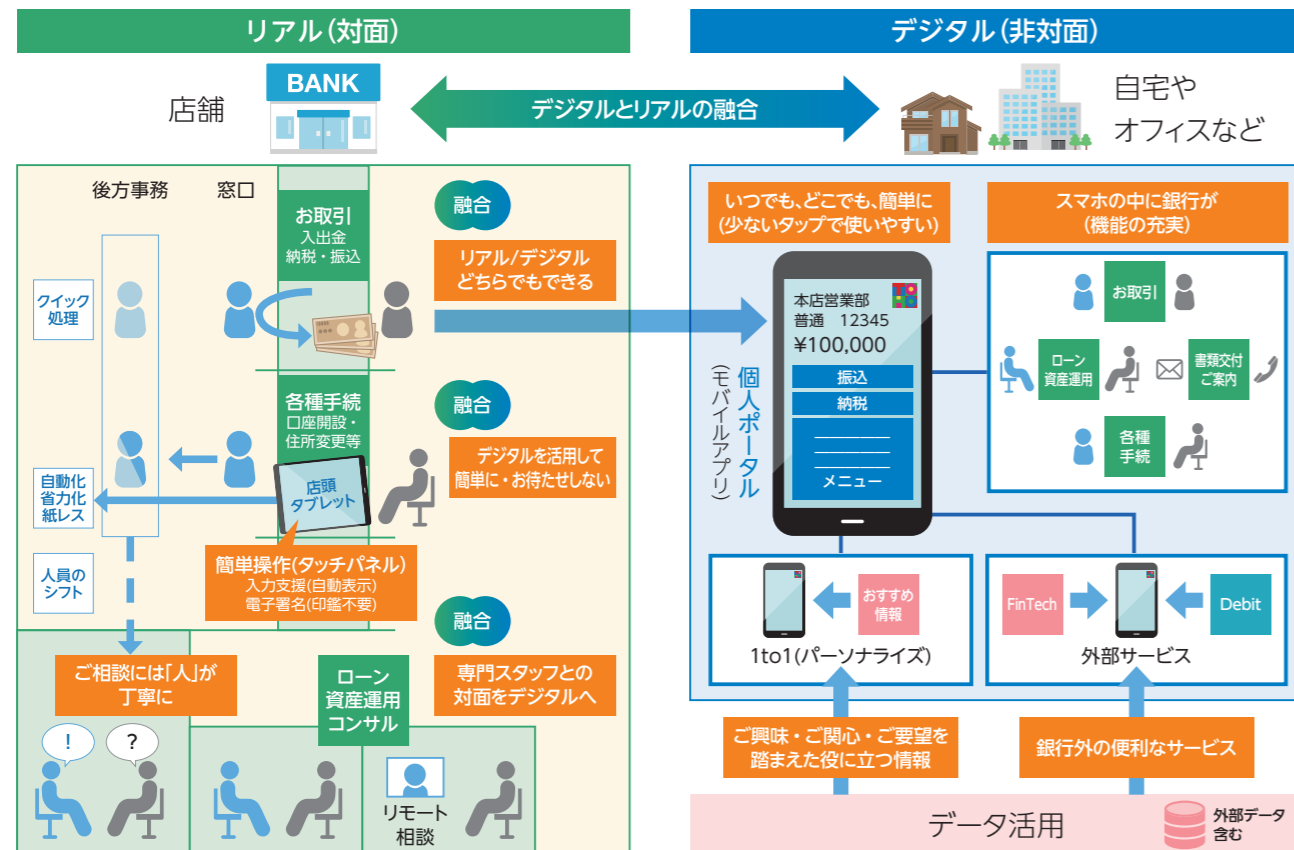 リアル(対面)
店舗
BANK
デジタルとリアルの融合
デジタル(非対面)
自宅や
オフィスなど
後方事務
窓口
お取引
入出金
納税・振込
融合
リアル/デジタル
どちらでもできる
クイック
処理
各種手続
口座開設・
住所変更等
融合
デジタルを活用して
簡単に・お待たせしない
自動化
省力化
紙レス
店頭
タブレット
簡単操作(タッチパネル)
入力支援(自動表示)
電子署名(印鑑不要)
人員の
シフト
融合
専門スタッフとの
対面をデジタルへ
ご相談には「人」が
丁寧に
ローン
資産運用
コンサル
!
?
リモート
相談
いつでも、どこでも、簡単に
(少ないタップで使いやすい)
スマホの中に銀行が
(機能の充実)
本店営業部
普通 12345
¥100,000
振込
納税
メニュー
個人ポータル
(モバイルアプリ)
お取引
ローン
資産運用
書類交付
ご案内
各種
手続
おすすめ
情報
1to1(パーソナライズ)
FinTech
Debit
外部サービス
ご興味・ご関心・ご要望を
踏まえた役に立つ情報
銀行外の便利なサービス
データ活用
外部データ
含む